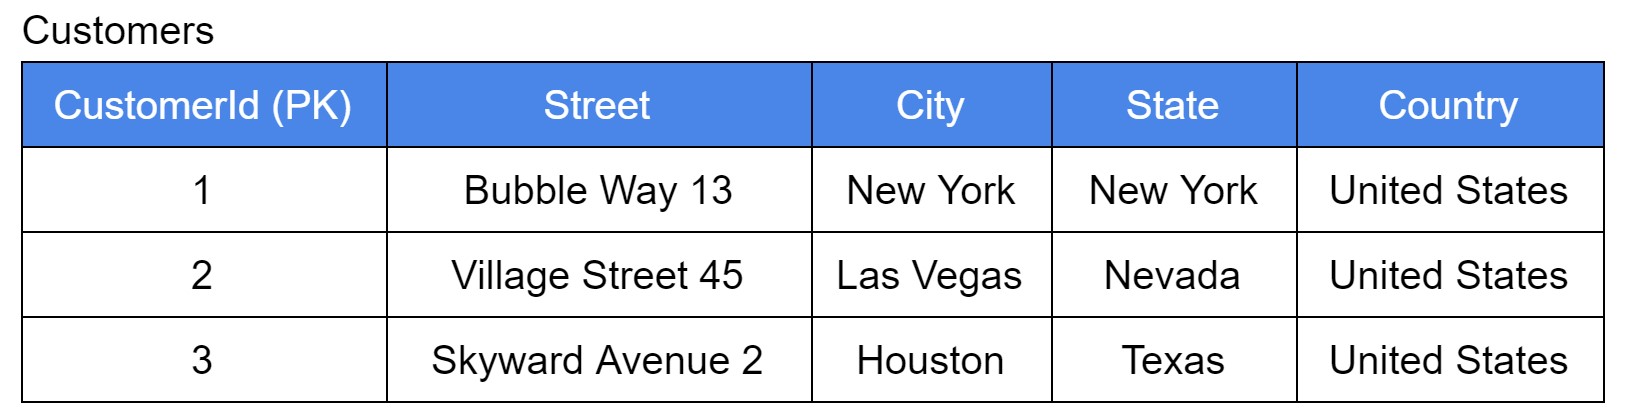 Customers
CustomerId (PK) Street City State Country
1 Bubble Way 13 New York New York United States
2 Village Street 45 Las Vegas Nevada United States
3 Skyward Avenue 2 Houston Texas United States